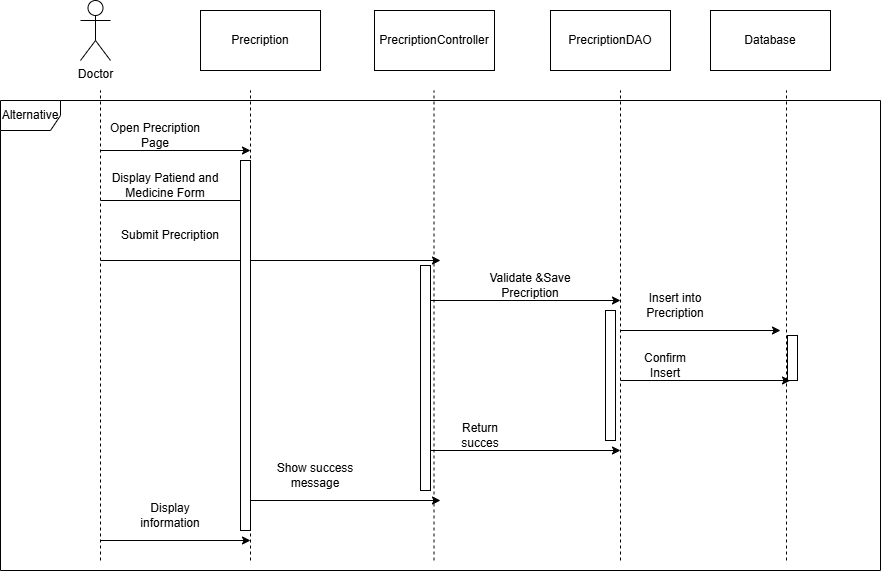 Doctor
Precription
PrecriptionController
PrecriptionDAO
Database
Alternative
Open Precription
Page
Display Patiend and
Medicine Form
Submit Precription
Validate &Save
Precription
Insert into
Precription
Confirm
Insert
Return
succes
Show success
message
Display
information